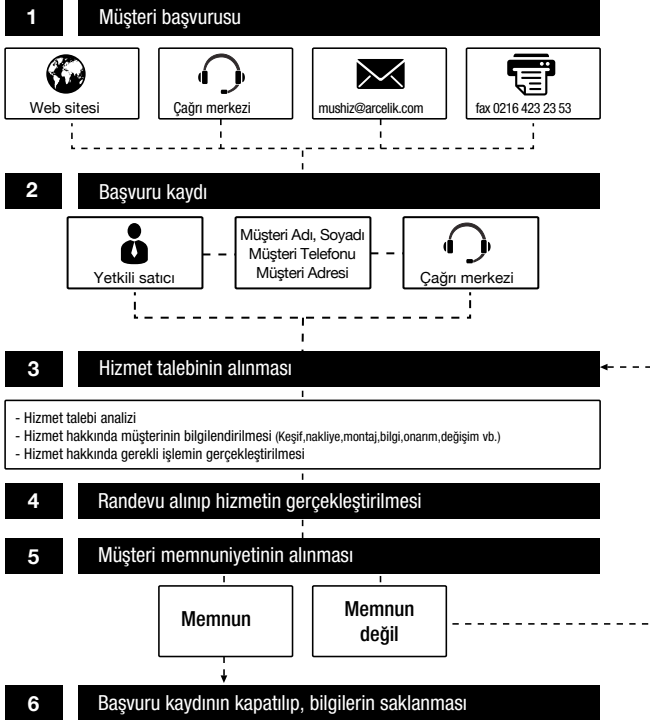 1 Müşteri başvurusu
Web sitesi
Çağrı merkezi
mushiz@arcelik.com
fax 0216 423 23 53
2 Başvuru kaydı
Yetkili satıcı
Müşteri Adı, Soyadı
Müşteri Telefonu
Müşteri Adresi
Çağrı merkezi
3 Hizmet talebinin alınması
- Hizmet talebi analizi
- Hizmet hakkında müşterinin bilgilendirilmesi (Keşif,nakliye,montaj,bilgi,onarım,değişim vb.)
- Hizmet hakkında gerekli işlemin gerçekleştirilmesi
4 Randevu alınıp hizmetin gerçekleştirilmesi
5 Müşteri memnuniyetinin alınması
Memnun
Memnun
değil
6 Başvuru kaydının kapatılıp, bilgilerin saklanması